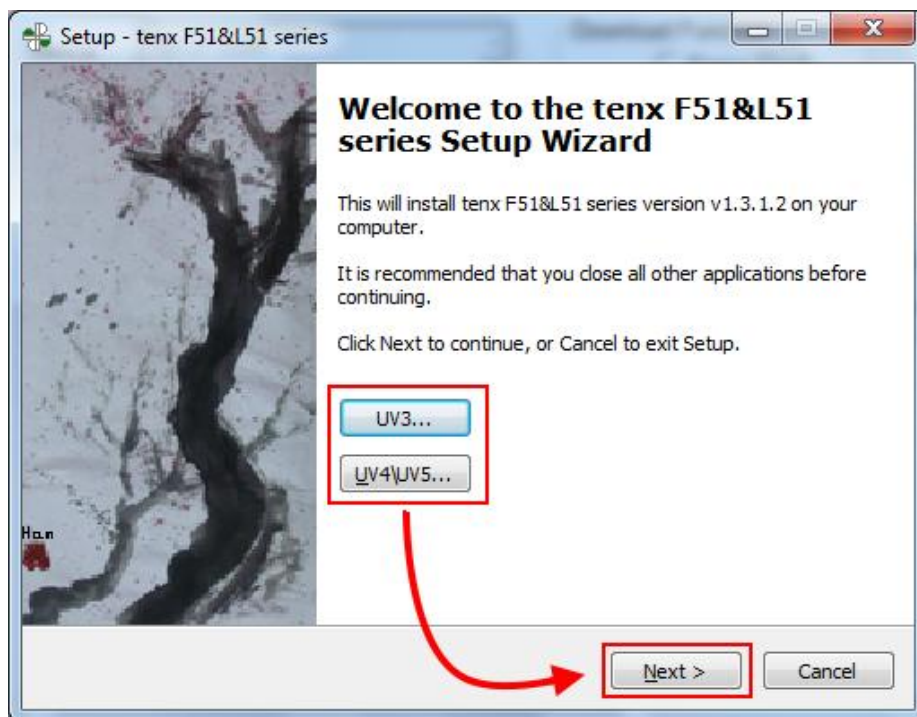 Setup - tenx F51&L51 series
Welcome to the tenx F51&L51
series Setup Wizard
This will install tenx F51&L51 series version v1.3.1.2 on your
computer.
It is recommended that you close all other applications before
continuing.
Click Next to continue, or Cancel to exit Setup.
UV3...
UV4\UV5...
Han
Next >
Cancel